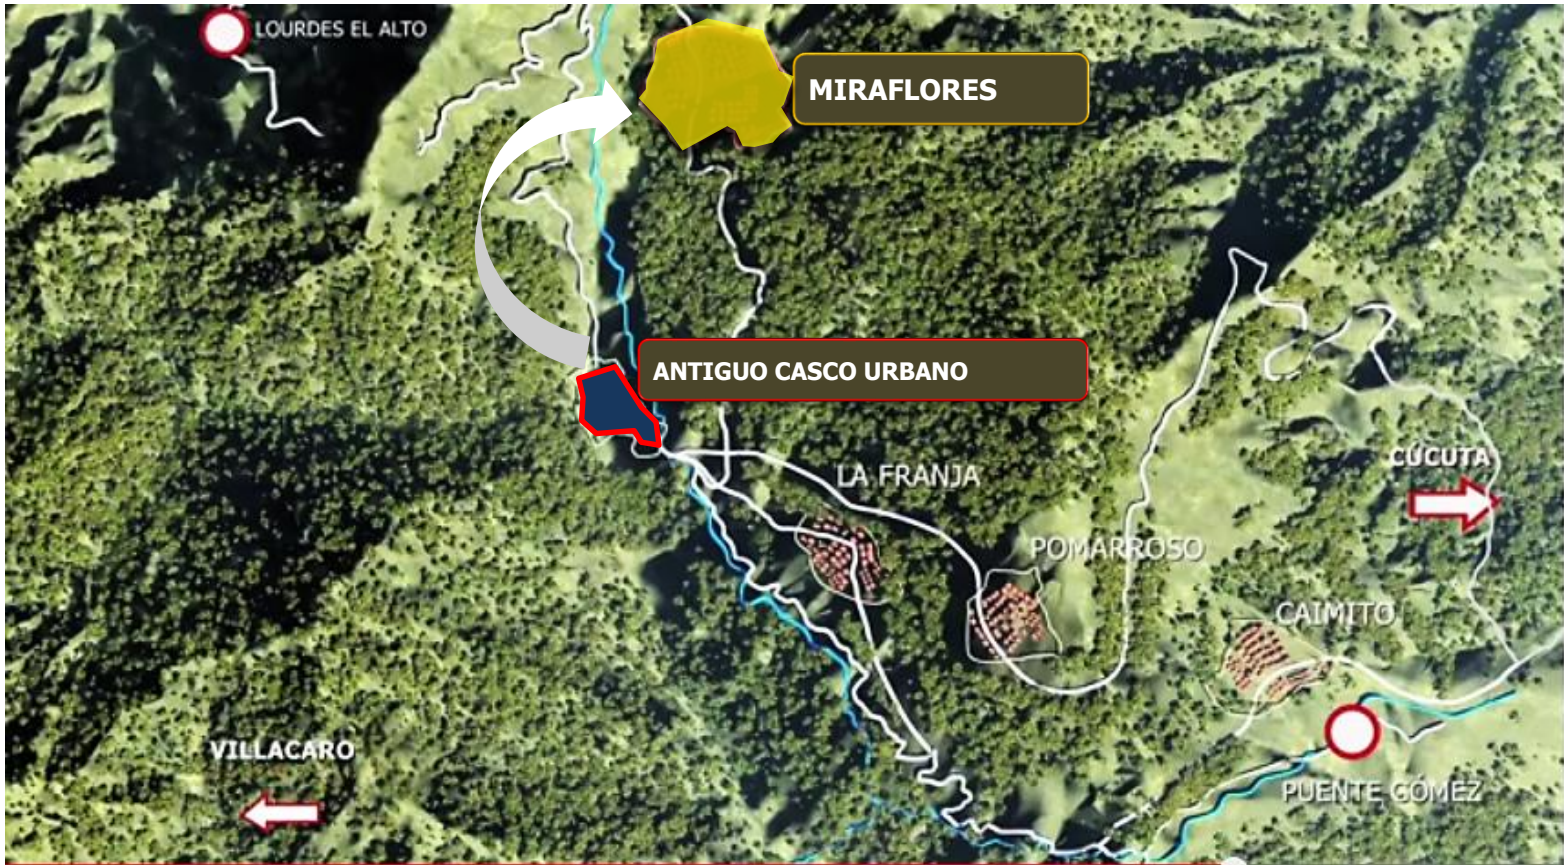 LOURDES EL ALTO
MIRAFLORES
ANTIGUO CASCO URBANO
LA FRANJA
CÚCUTA
POMARROSO
CAIMITO
VILLACARO
PUENTE GÓMEZ